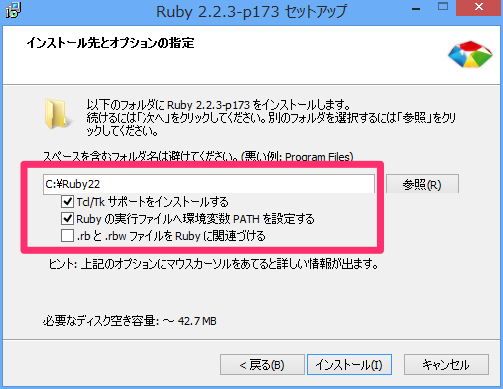 Ruby 2.2.3-p173 セットアップ
インストール先とオプションの指定
以下のフォルダに Ruby 2.2.3-p173 をインストールします。
続けるには「次へ」をクリックしてください。別のフォルダを選択するには「参照」をクリ
ックしてください。
スペースを含むフォルダ名は避けてください。(悪い例: Program Files)
C:¥Ruby22
参照(R)
Tcl/Tk サポートをインストールする
Ruby の実行ファイルへ環境変数 PATH を設定する
.rb と .rbw ファイルを Ruby に関連づける
ヒント: 上記のオプションにマウスカーソルをあてると詳しい情報が出ます。
必要なディスク空き容量: ～ 42.7 MB
< 戻る(B)
インストール(I)
キャンセル